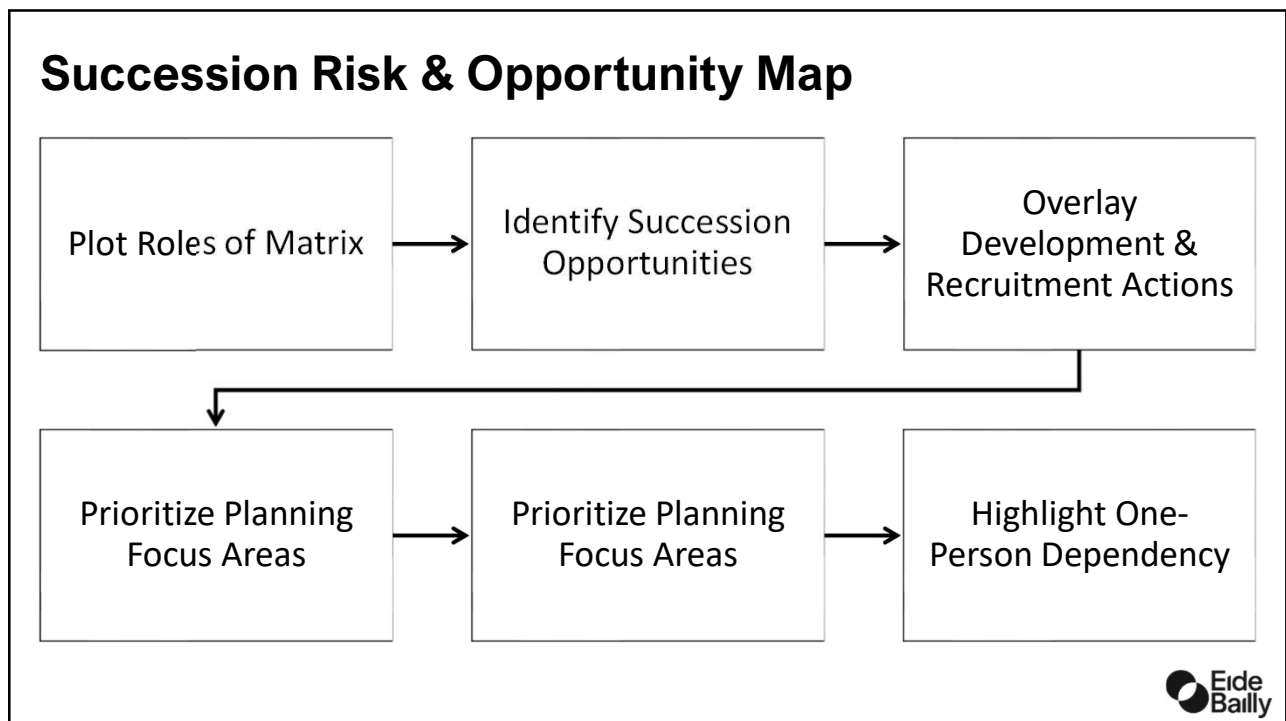 Succession Risk & Opportunity Map
Plot Roles of Matrix
Identify Succession
Opportunities
Overlay
Development &
Recruitment Actions
Prioritize Planning
Focus Areas
Prioritize Planning
Focus Areas
Highlight One-
Person Dependency
Eide
Bailly